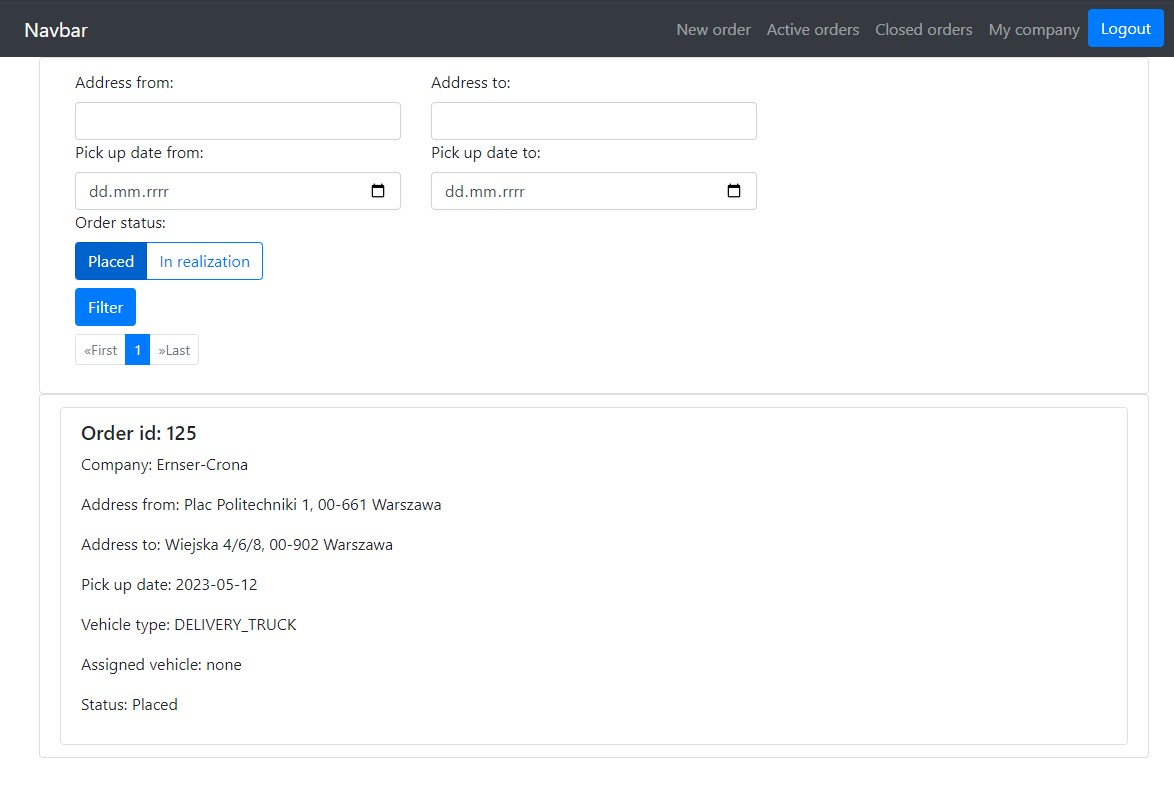 Navbar
New order Active orders Closed orders My company Logout
Address from: Address to:
Pick up date from: Pick up date to:
dd.mm.rrrr dd.mm.rrrr
Order status:
Placed In realization
Filter
«First 1 »Last
Order id: 125
Company: Ernser-Crona
Address from: Plac Politechniki 1, 00-661 Warszawa
Address to: Wiejska 4/6/8, 00-902 Warszawa
Pick up date: 2023-05-12
Vehicle type: DELIVERY_TRUCK
Assigned vehicle: none
Status: Placed